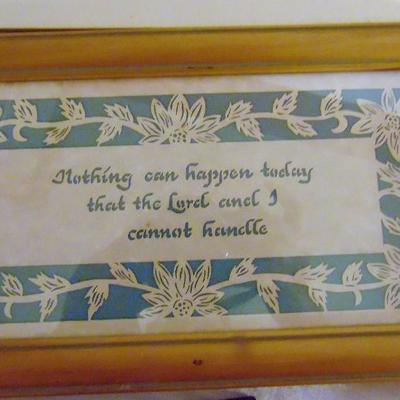 Nothing can happen today
that the Lord and I
cannot handle